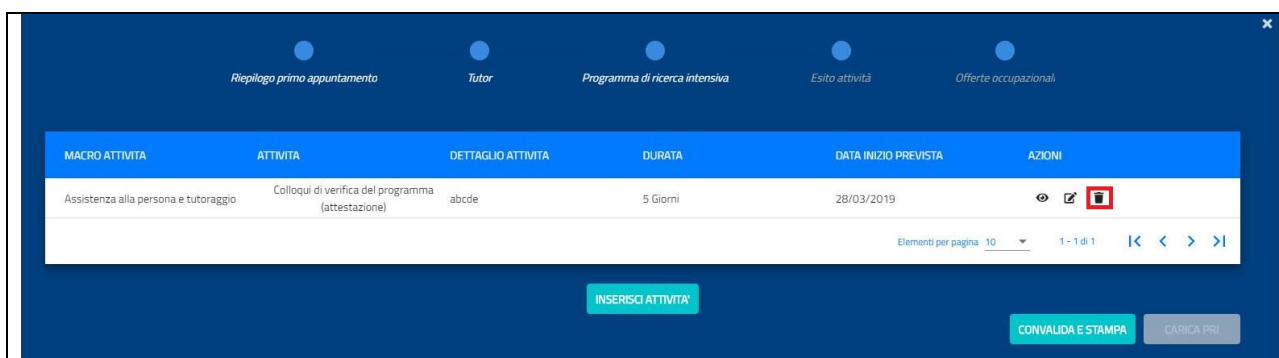 Riepilogo primo appuntamento Tutor Programma di ricerca intensiva Esito attività Offerte occupazionali
MACRO ATTIVITA ATTIVITA DETTAGLIO ATTIVITA DURATA DATA INIZIO PREVISTA AZIONI
Assistenza alla persona e tutoraggio Colloqui di verifica del programma (attestazione) abcde 5 Giorni 28/03/2019
Elementi per pagina 10 1 - 1 di 1
INSERISCI ATTIVITA'
CONVALIDA E STAMPA CARICA PRI